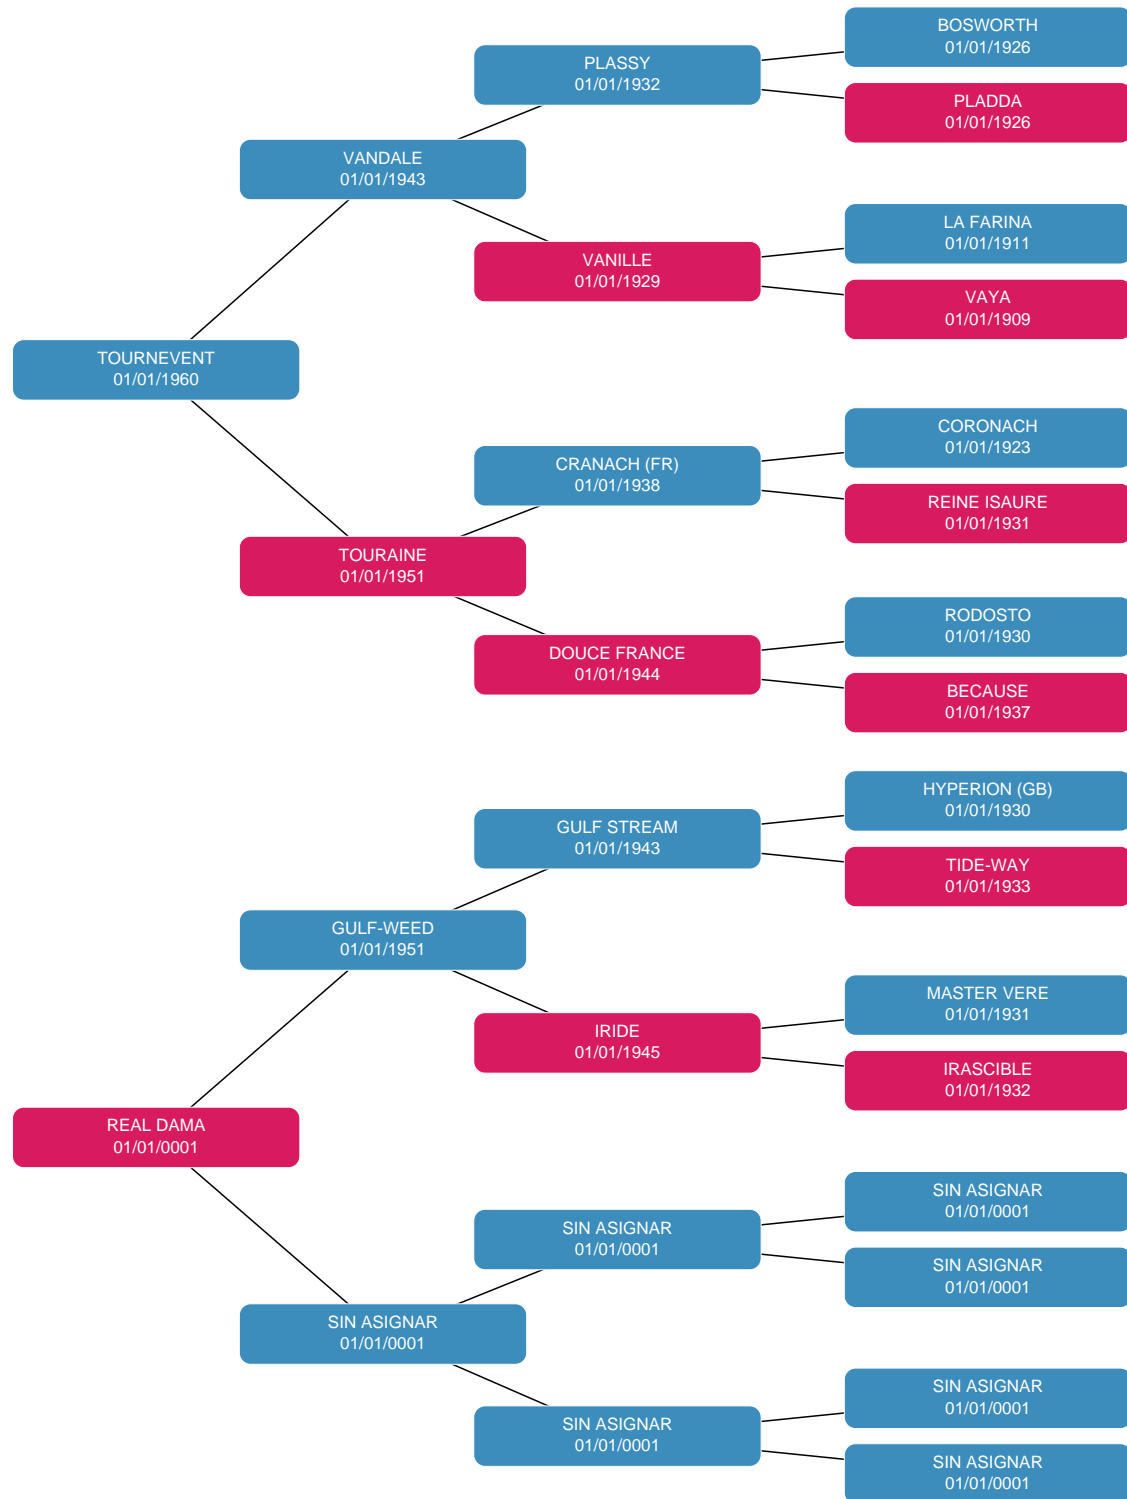 BOSWORTH
01/01/1926
PLASSY
01/01/1932
PLADDA
01/01/1926
VANDALE
01/01/1943
LA FARINA
01/01/1911
VANILLE
01/01/1929
VAYA
01/01/1909
TOURNEVENT
01/01/1960
CORONACH
01/01/1923
CRANACH (FR)
01/01/1938
REINE ISAURE
01/01/1931
TOURAINE
01/01/1951
RODOSTO
01/01/1930
DOUCE FRANCE
01/01/1944
BECAUSE
01/01/1937
HYPERION (GB)
01/01/1930
GULF STREAM
01/01/1943
TIDE-WAY
01/01/1933
GULF-WEED
01/01/1951
MASTER VERE
01/01/1931
IRIDE
01/01/1945
IRASCIBLE
01/01/1932
REAL DAMA
01/01/0001
SIN ASIGNAR
01/01/0001
SIN ASIGNAR
01/01/0001
SIN ASIGNAR
01/01/0001
SIN ASIGNAR
01/01/0001
SIN ASIGNAR
01/01/0001
SIN ASIGNAR
01/01/0001
SIN ASIGNAR
01/01/0001